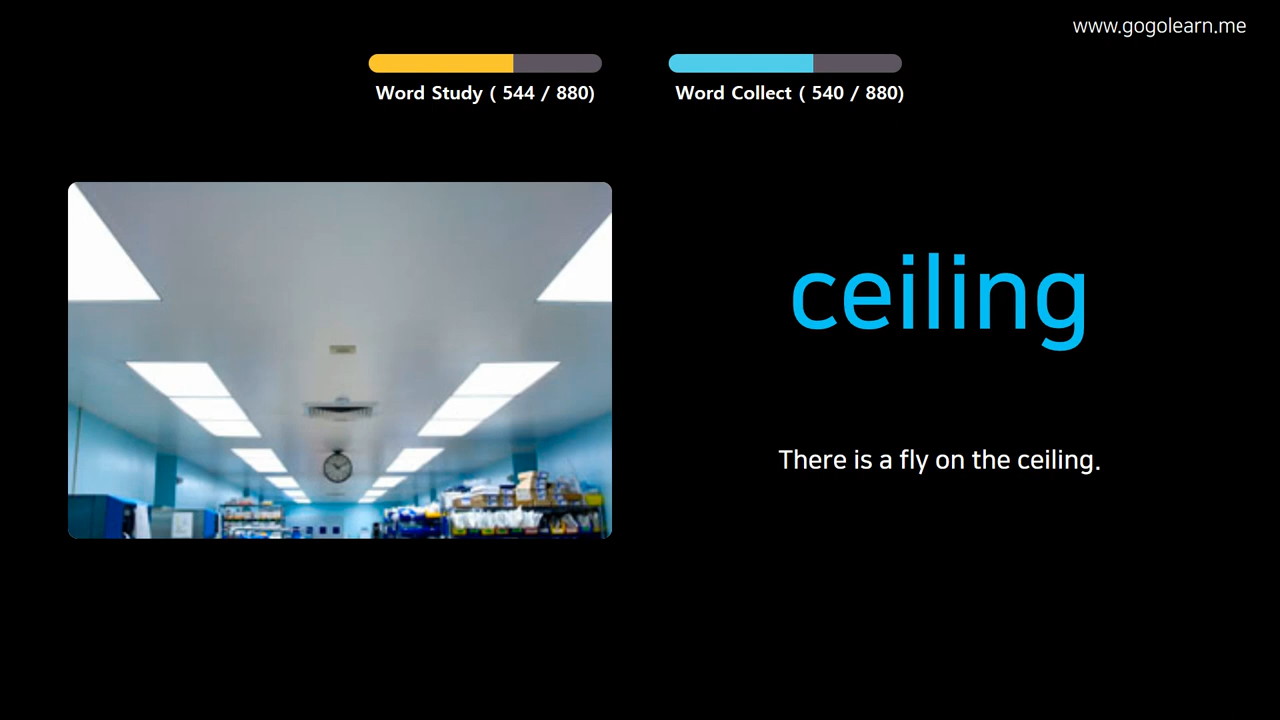 www.gogolearn.me
Word Study ( 544 / 880)
Word Collect ( 540 / 880)
ceiling
There is a fly on the ceiling.